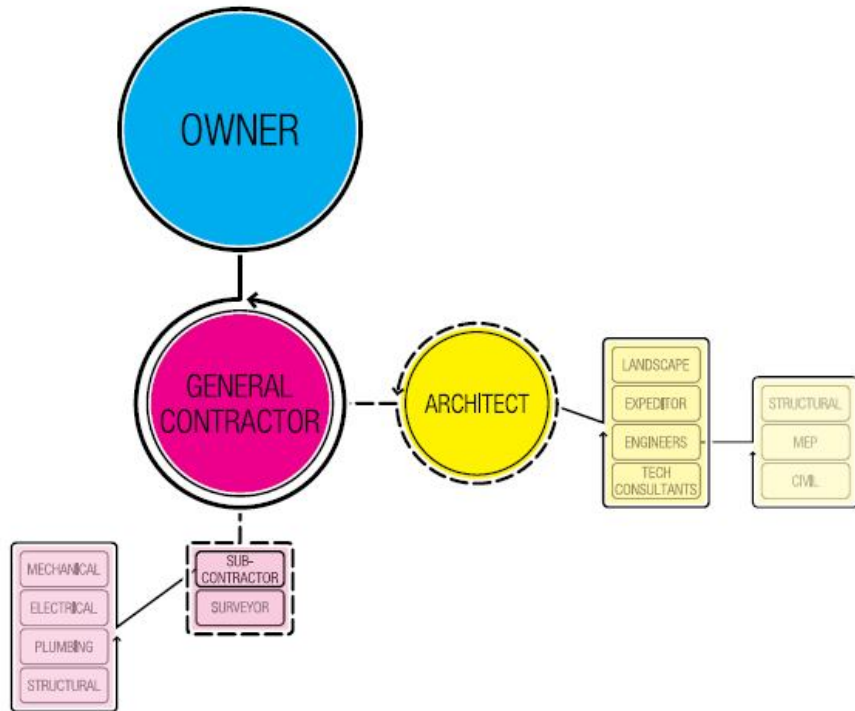 OWNER
GENERAL
CONTRACTOR
ARCHITECT
LANDSCAPE
EXPEDITOR
ENGINEERS
TECH
CONSULTANTS
STRUCTURAL
MEP
CIVIL
SUB-
CONTRACTOR
SURVEYOR
MECHANICAL
ELECTRICAL
PLUMBING
STRUCTURAL